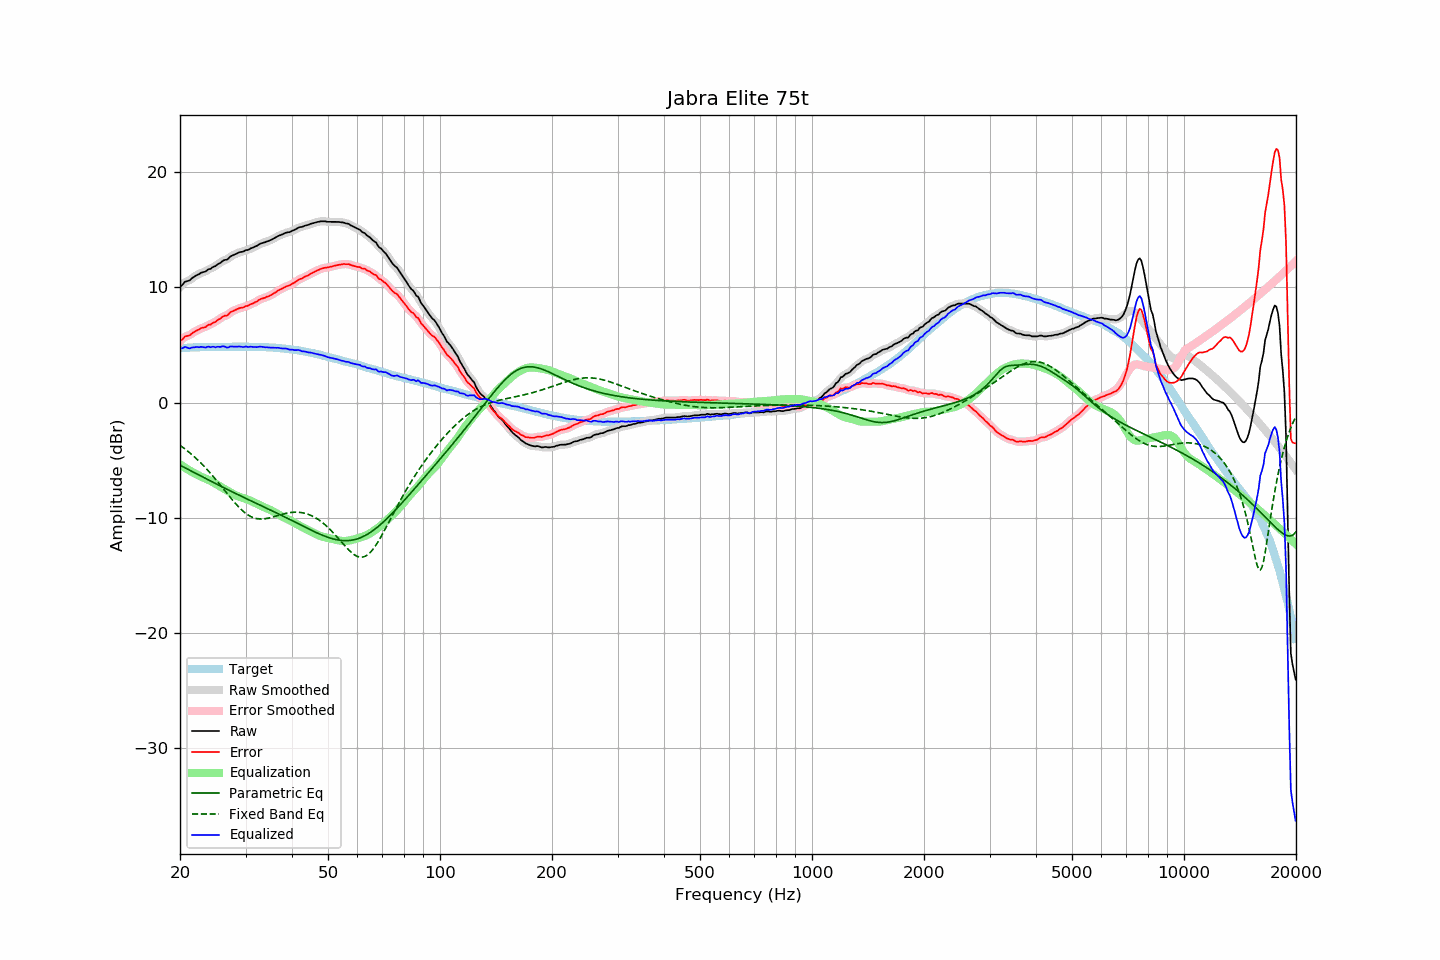 Jabra Elite 75t
20
10
0
−10
−20
−30
Amplitude (dBr)
Target
Raw Smoothed
Error Smoothed
Raw
Error
Equalization
Parametric Eq
Fixed Band Eq
Equalized
20 50 100 200 500 1000 2000 5000 10000 20000
Frequency (Hz)